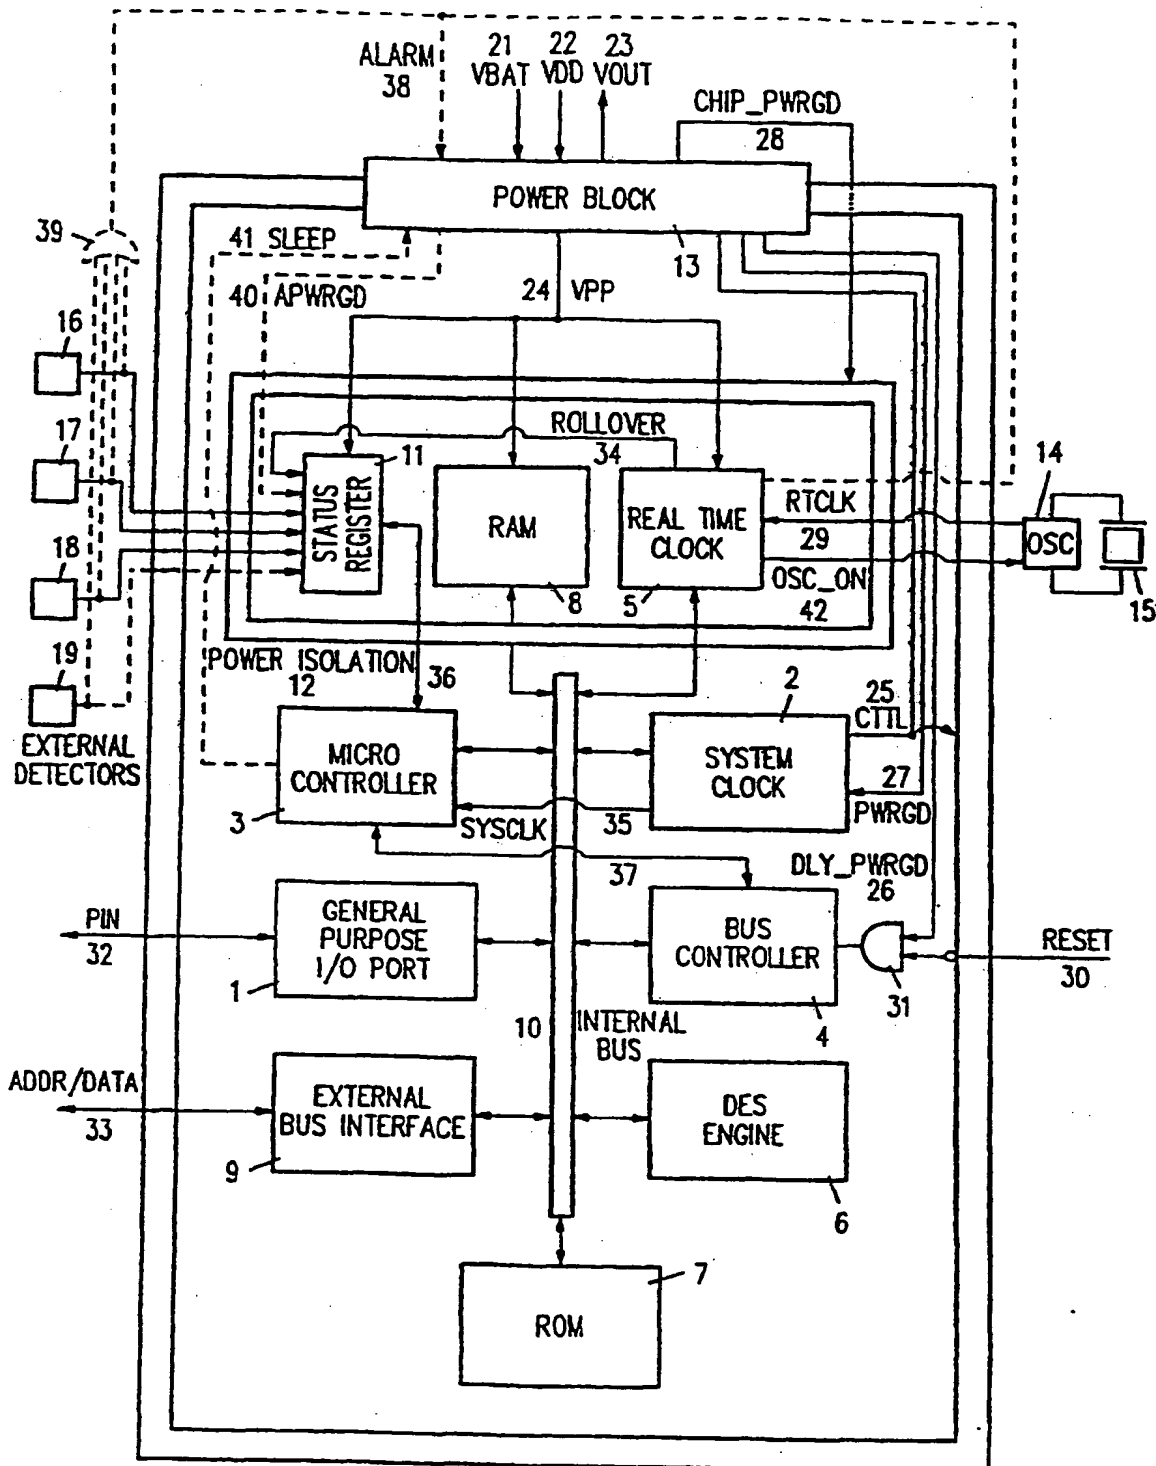 ALARM
38
21
VBAT
22
VDD
23
VOUT
CHIP_PWRGD
28
POWER BLOCK
13
39
41 SLEEP
40 APWRGD
24 VPP
16
17
18
19
EXTERNAL
DETECTORS
ROLLOVER
34
11
STATUS
REGISTER
RAM
8
REAL TIME
CLOCK
5
RTCLK
29
OSC_ON
42
14
OSC
15
POWER ISOLATION
12
36
MICRO
CONTROLLER
3
SYSCLK
35
2
SYSTEM
CLOCK
25
CTTL
27
PWRGD
37
DLY_PWRGD
26
PIN
32
GENERAL
PURPOSE
I/O PORT
1
BUS
CONTROLLER
4
31
RESET
30
10
INTERNAL
BUS
ADDR/DATA
33
EXTERNAL
BUS INTERFACE
9
DES
ENGINE
6
7
ROM